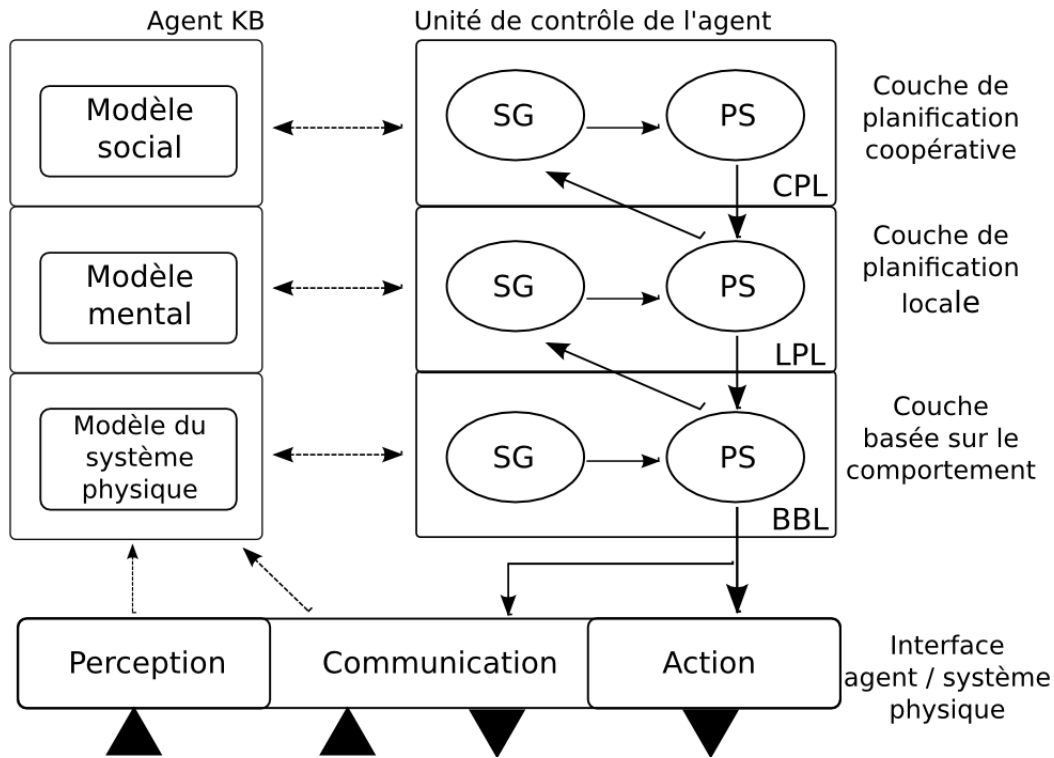 Agent KB
Unité de contrôle de l'agent
Modèle
social
SG
PS
CPL
Couche de
planification
coopérative
Modèle
mental
SG
PS
LPL
Couche de
planification
locale
Modèle du
système
physique
SG
PS
BBL
Couche
basée sur le
comportement
Perception
Communication
Action
Interface
agent / système
physique